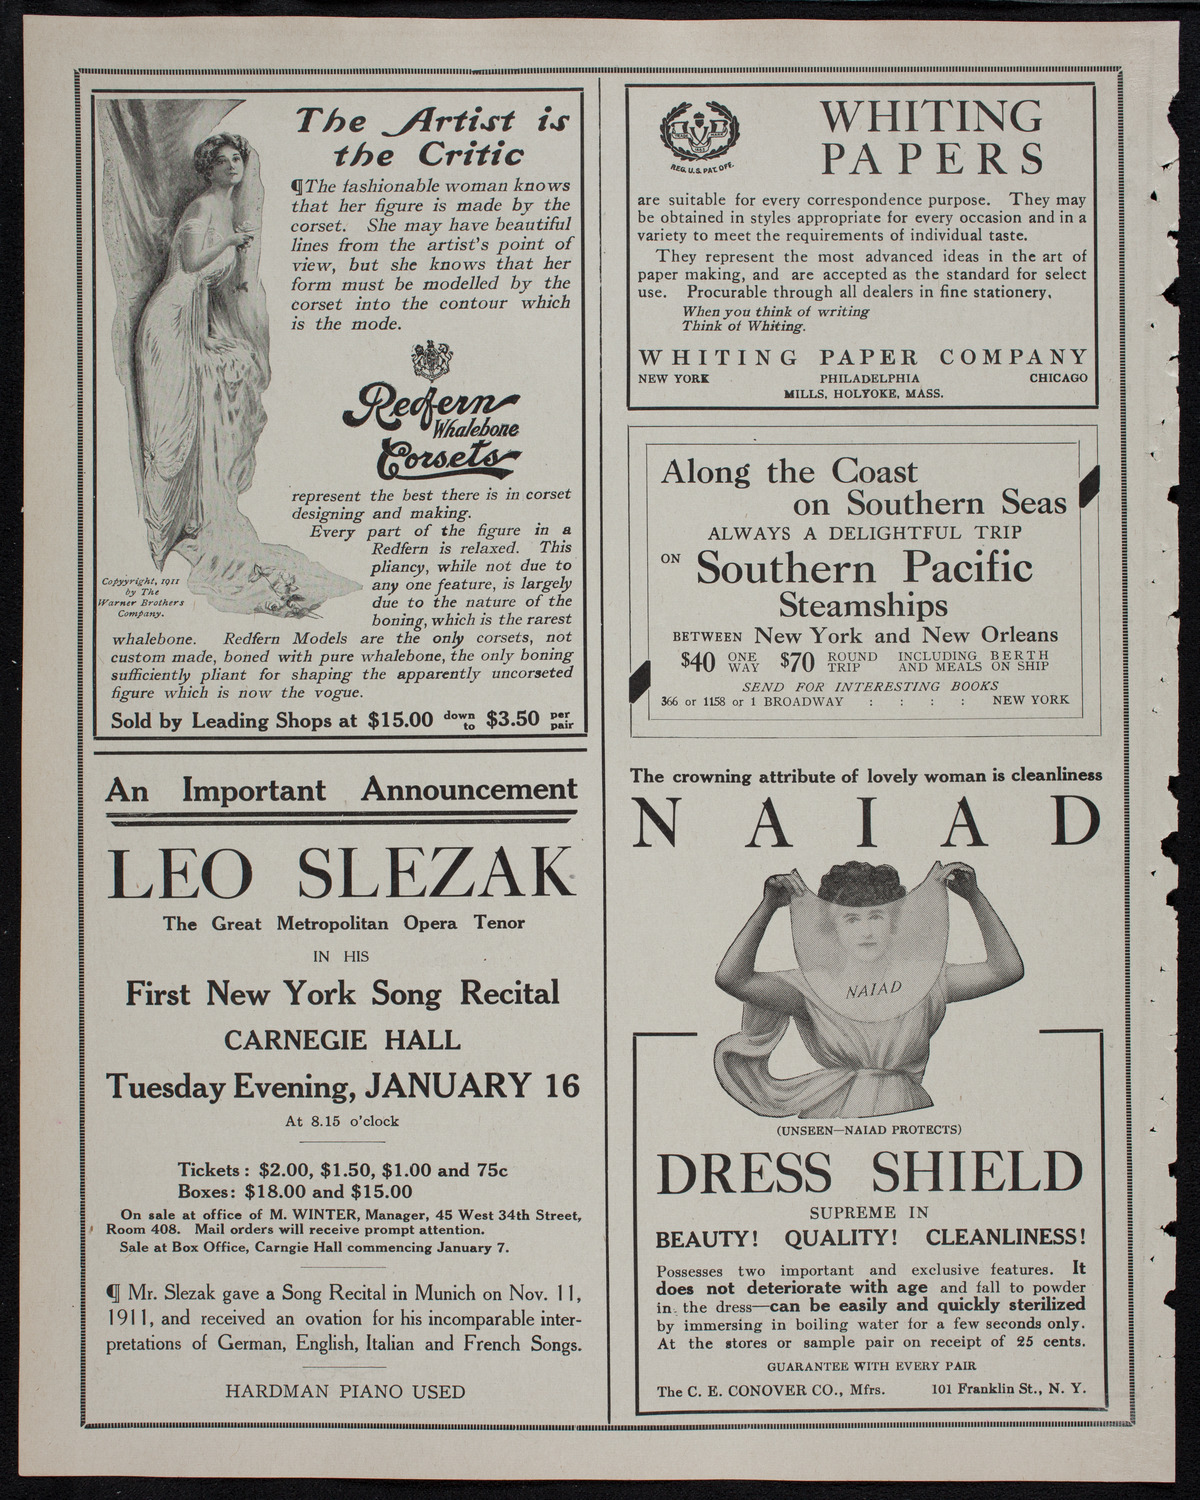 The Artist is
the Critic
¶The fashionable woman knows
that her figure is made by the
corset. She may have beautiful
lines from the artist's point of
view, but she knows that her
form must be modelled by the
corset into the contour which
is the mode.
Redfern
Whalebone
Corsets
represent the best there is in corset
designing and making.
Every part of the figure in a
Redfern is relaxed. This
pliancy, while not due to
any one feature, is largely
due to the nature of the
boning, which is the rarest
Copyright, 1911
by The
Warner Brothers
Company.
whalebone. Redfern Models are the only corsets, not
custom made, boned with pure whalebone, the only boning
sufficiently pliant for shaping the apparently uncorseted
figure which is now the vogue.
Sold by Leading Shops at $15.00 down to $3.50 per pair
An Important Announcement
LEO SLEZAK
The Great Metropolitan Opera Tenor
IN HIS
First New York Song Recital
CARNEGIE HALL
Tuesday Evening, JANUARY 16
At 8.15 o'clock
Tickets: $2.00, $1.50, $1.00 and 75c
Boxes: $18.00 and $15.00
On sale at office of M. WINTER, Manager, 45 West 34th Street,
Room 408. Mail orders will receive prompt attention.
Sale at Box Office, Carngie Hall commencing January 7.
¶ Mr. Slezak gave a Song Recital in Munich on Nov. 11,
1911, and received an ovation for his incomparable inter-
pretations of German, English, Italian and French Songs.
HARDMAN PIANO USED
REG. U.S. PAT. OFF.
WHITING
PAPERS
are suitable for every correspondence purpose. They may
be obtained in styles appropriate for every occasion and in a
variety to meet the requirements of individual taste.
They represent the most advanced ideas in the art of
paper making, and are accepted as the standard for select
use. Procurable through all dealers in fine stationery.
When you think of writing
Think of Whiting.
WHITING PAPER COMPANY
NEW YORK PHILADELPHIA CHICAGO
MILLS, HOLYOKE, MASS.
Along the Coast
on Southern Seas
ALWAYS A DELIGHTFUL TRIP
ON Southern Pacific
Steamships
BETWEEN New York and New Orleans
$40 ONE WAY $70 ROUND TRIP INCLUDING BERTH AND MEALS ON SHIP
SEND FOR INTERESTING BOOKS
366 or 1158 or 1 BROADWAY : : : : NEW YORK
The crowning attribute of lovely woman is cleanliness
NAIAD
NAIAD
(UNSEEN—NAIAD PROTECTS)
DRESS SHIELD
SUPREME IN
BEAUTY! QUALITY! CLEANLINESS!
Possesses two important and exclusive features. It
does not deteriorate with age and fall to powder
in the dress—can be easily and quickly sterilized
by immersing in boiling water for a few seconds only.
At the stores or sample pair on receipt of 25 cents.
GUARANTEE WITH EVERY PAIR
The C. E. CONOVER CO., Mfrs. 101 Franklin St., N. Y.